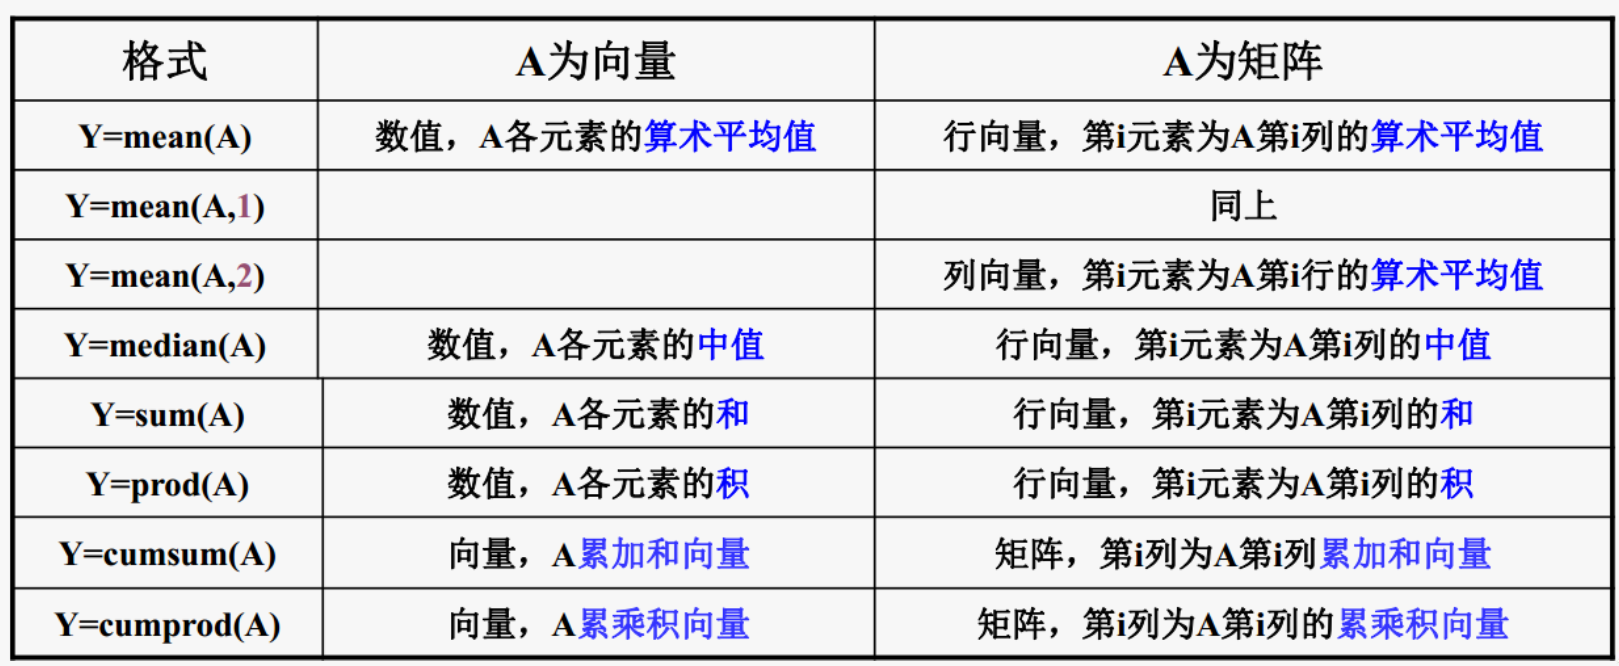 格式 A为向量 A为矩阵
Y=mean(A) 数值，A各元素的算术平均值 行向量，第i元素为A第i列的算术平均值
Y=mean(A,1) 同上
Y=mean(A,2) 列向量，第i元素为A第i行的算术平均值
Y=median(A) 数值，A各元素的中值 行向量，第i元素为A第i列的中值
Y=sum(A) 数值，A各元素的和 行向量，第i元素为A第i列的和
Y=prod(A) 数值，A各元素的积 行向量，第i元素为A第i列的积
Y=cumsum(A) 向量，A累加和向量 矩阵，第i列为A第i列累加和向量
Y=cumprod(A) 向量，A累乘积向量 矩阵，第i列为A第i列的累乘积向量